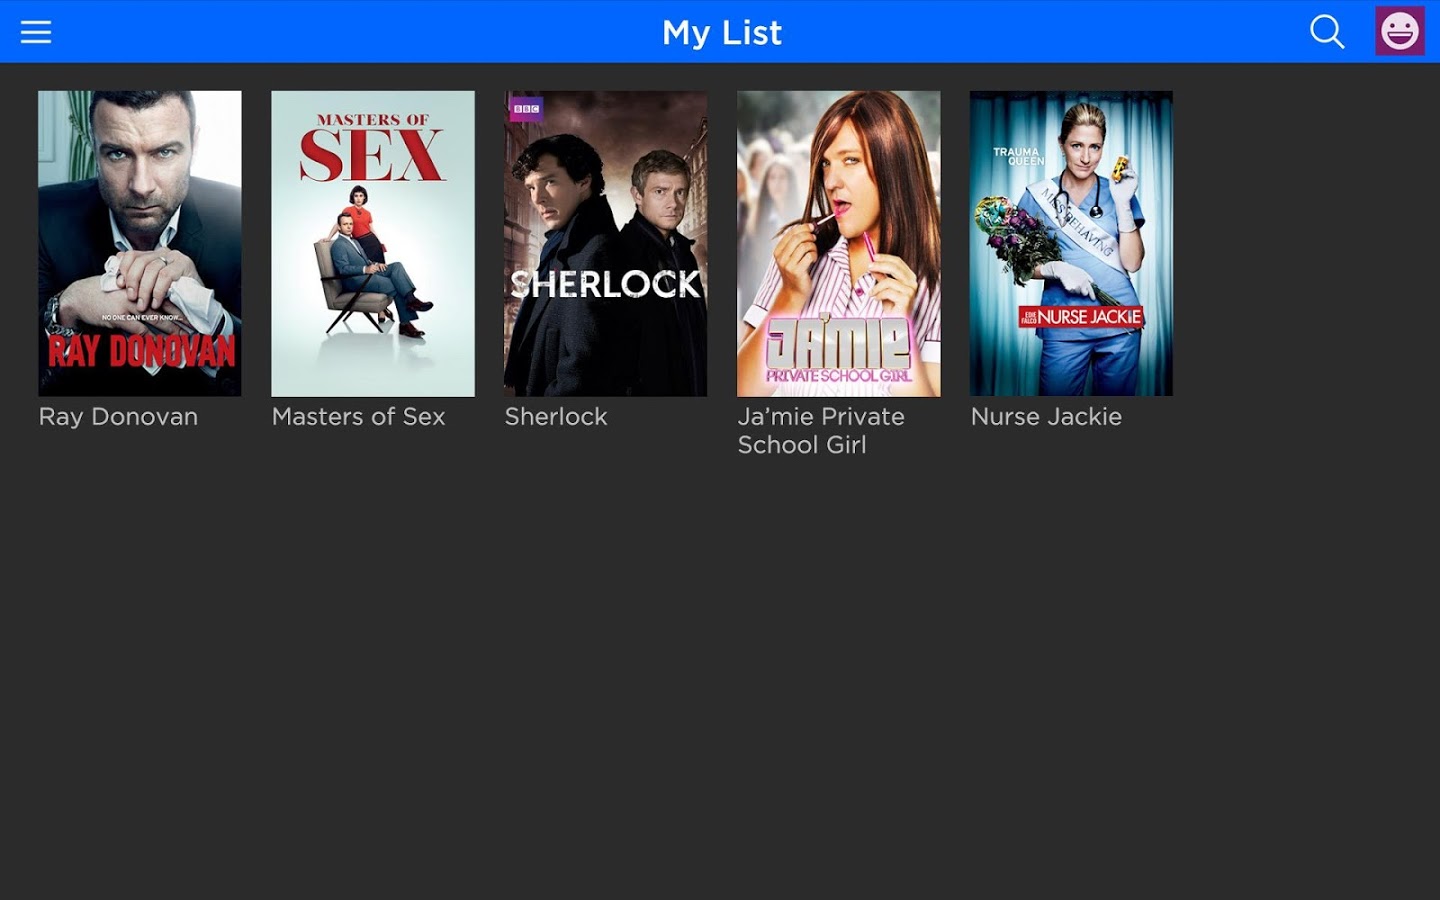 My List
NO ONE CAN EVER KNOW...
RAY DONOVAN
Ray Donovan
MASTERS OF
SEX
Masters of Sex
BBC
SHERLOCK
Sherlock
JA'MIE
PRIVATE SCHOOL GIRL
Ja’mie Private
School Girl
TRAUMA
QUEEN
MISS BEHAVING
EDIE
FALCO
NURSE JACKIE
Nurse Jackie